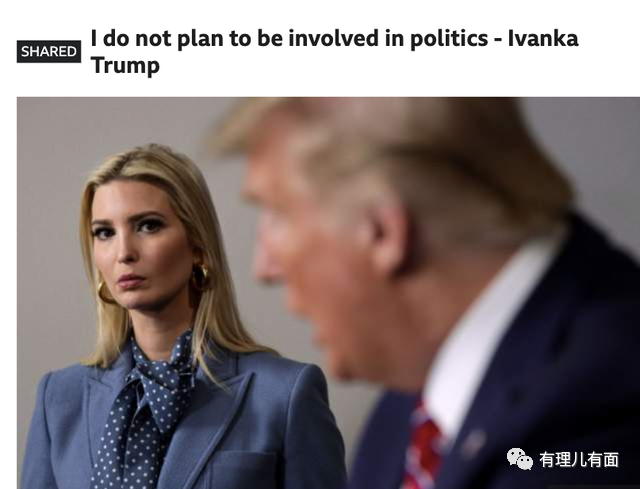 SHARED
I do not plan to be involved in politics - Ivanka
Trump
有理儿有面